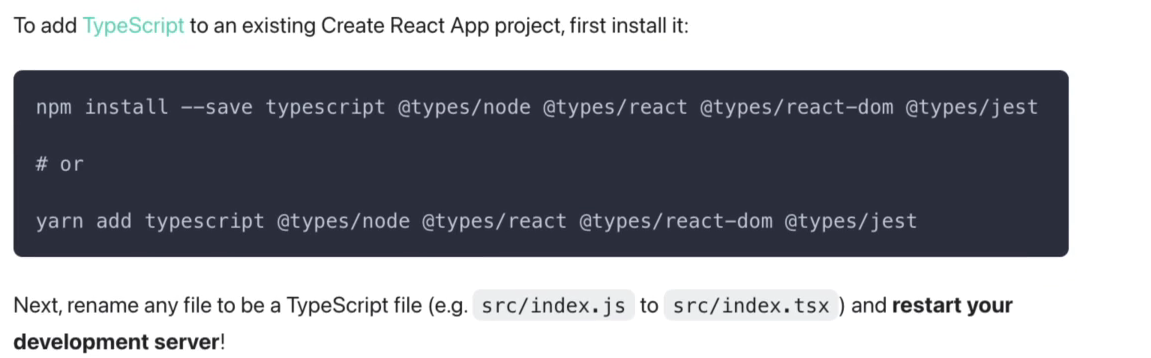 To add TypeScript to an existing Create React App project, first install it:
npm install --save typescript @types/node @types/react @types/react-dom @types/jest
# or
yarn add typescript @types/node @types/react @types/react-dom @types/jest
Next, rename any file to be a TypeScript file (e.g. src/index.js to src/index.tsx) and restart your
development server!